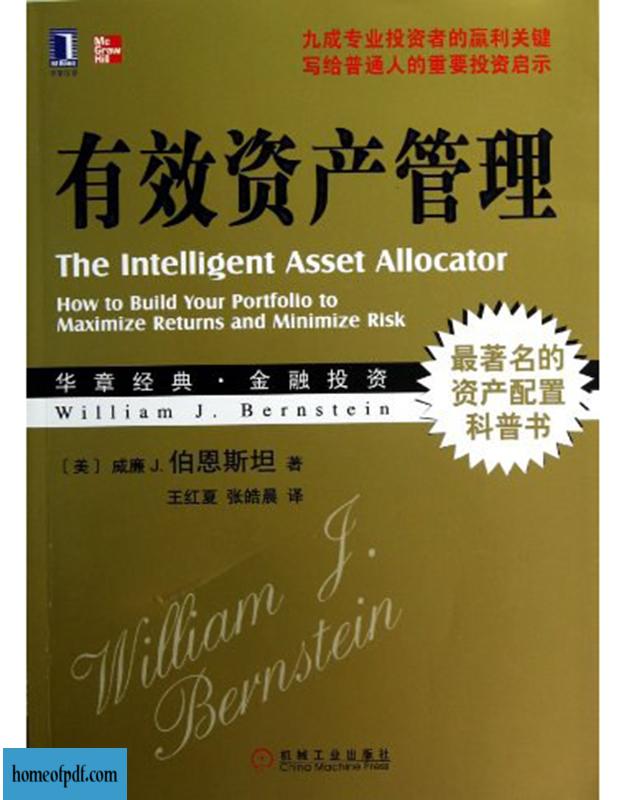 Mc
Graw
Hill
九成专业投资者的赢利关键
写给普通人的重要投资启示
有效资产管理
The Intelligent Asset Allocator
How to Build Your Portfolio to
Maximize Returns and Minimize Risk
最著名的
资产配置
科普书
华章经典·金融投资
William J. Bernstein
［美］威廉 J. 伯恩斯坦 著
王红夏 张皓晨 译
William J.
Bernstein
机械工业出版社
China Machine Press
homeofpdf.com